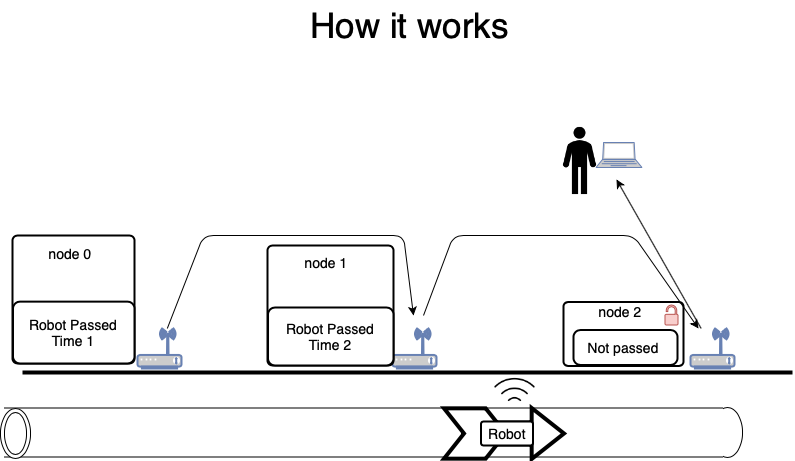 How it works
node 0
Robot Passed
Time 1
node 1
Robot Passed
Time 2
node 2
Not passed
Robot